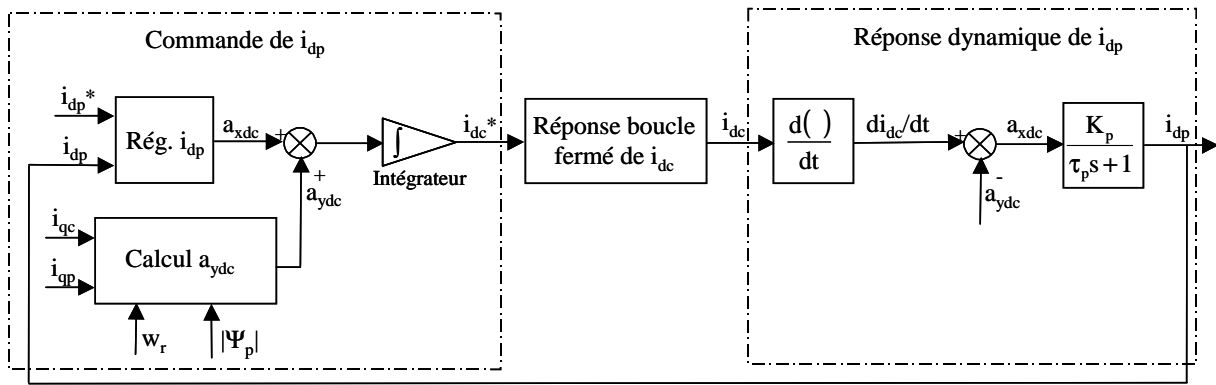 Commande de i_dp
Réponse dynamique de i_dp
i_dp*
i_dp
Rég. i_dp
a_xdc
+
+
a_ydc
∫
Intégrateur
i_dc*
Réponse boucle
fermé de i_dc
i_dc
d( )
dt
di_dc/dt
+
-
a_ydc
a_xdc
K_p
τ_p s+1
i_dp
i_qc
i_qp
Calcul a_ydc
w_r
|Ψ_p|